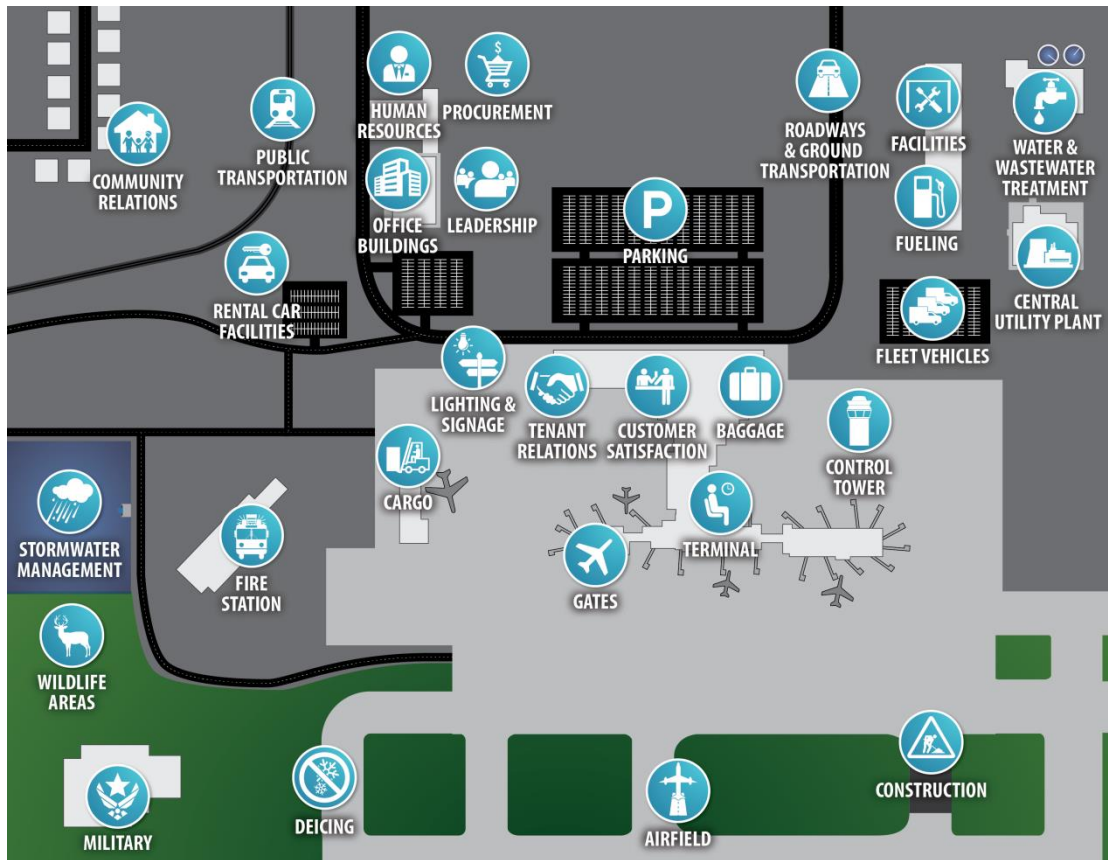 HUMAN
RESOURCES
PROCUREMENT
$
COMMUNITY
RELATIONS
PUBLIC
TRANSPORTATION
OFFICE
BUILDINGS
LEADERSHIP
P
PARKING
ROADWAYS
& GROUND
TRANSPORTATION
FACILITIES
WATER &
WASTEWATER
TREATMENT
FUELING
RENTAL CAR
FACILITIES
FLEET VEHICLES
CENTRAL
UTILITY PLANT
LIGHTING &
SIGNAGE
TENANT
RELATIONS
CUSTOMER
SATISFACTION
BAGGAGE
CONTROL
TOWER
CARGO
STORMWATER
MANAGEMENT
FIRE
STATION
GATES
TERMINAL
WILDLIFE
AREAS
MILITARY
DEICING
AIRFIELD
CONSTRUCTION